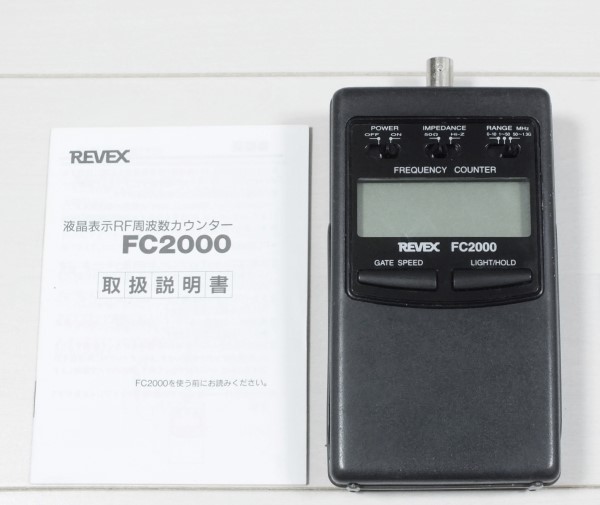 REVEX
液晶表示RF周波数カウンター
FC2000
取扱説明書
FC2000を使う前にお読みください。
POWER IMPEDANCE RANGE MHz
OFF ON 50Ω Hi-Z
FREQUENCY COUNTER
REVEX FC2000
GATE SPEED LIGHT/HOLD